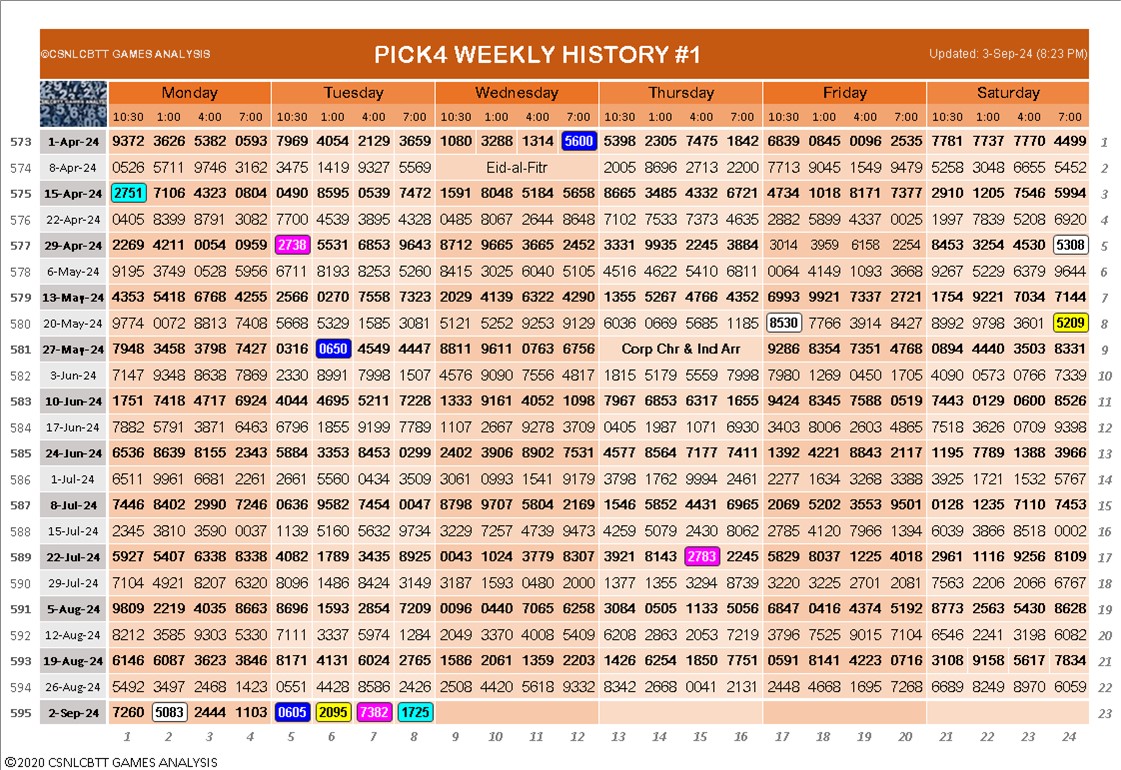 ©CSNLCBTT GAMES ANALYSIS PICK4 WEEKLY HISTORY #1 Updated: 3-Sep-24 (8:23 PM)
Monday Tuesday Wednesday Thursday Friday Saturday
10:30 1:00 4:00 7:00 10:30 1:00 4:00 8:00 10:30 1:00 4:00 7:00 10:30 1:00 4:00 7:00 10:30 1:00 4:00 7:00 10:30 1:00 4:00 7:00
573 1-Apr-24 9372 3626 5382 0593 7969 4054 2129 3659 1080 3288 1314 5600 5398 2305 7475 1842 6839 0845 0096 2535 7781 7737 7770 4499 1
574 8-Apr-24 0526 5711 9746 3162 3475 1419 9327 5569 Eid-al-Fitr 2005 8696 2713 2200 7713 9045 1549 9479 5258 3048 6655 5452 2
575 15-Apr-24 2751 7106 4323 0804 0490 8595 0539 7472 1591 8048 5184 5658 8665 3485 4332 6721 4734 1018 8171 7377 2910 1205 7546 5994 3
576 22-Apr-24 0405 8399 8791 3082 7700 4539 3895 4328 0485 8067 2644 8648 7102 7533 7373 4635 2882 5899 4337 0025 1997 7839 5208 6920 4
577 29-Apr-24 2269 4211 0054 0959 2738 5531 6853 9643 8712 9665 3665 2452 3331 9935 2245 3884 3014 3959 6158 2254 8453 3254 4530 5308 5
578 6-May-24 9195 3749 0528 5956 6711 8193 8253 5260 8415 3025 6040 5105 4516 4622 5410 6811 0064 4149 1093 3668 9267 5229 6379 9644 6
579 13-May-24 4353 5418 6768 4255 2566 0270 7558 7323 2029 4139 6322 4290 1355 5267 4766 4352 6993 9921 7337 2721 1754 9221 7034 7144 7
580 20-May-24 9774 0072 8813 7408 5668 5329 1585 3081 5121 5252 9253 9129 6036 0669 5685 1185 8530 7766 3914 8427 8992 9798 3601 5209 8
581 27-May-24 7948 3458 3798 7427 0316 0650 4549 4447 8811 9611 0763 6756 Corp Chr & Ind Arr 9286 8354 7351 4768 0894 4440 3503 8331 9
582 3-Jun-24 7147 9348 8638 7869 2330 8991 7998 1507 4576 9090 7556 4817 1815 5179 5559 7998 7980 1269 0450 1705 4090 0573 0766 7339 10
583 10-Jun-24 1751 7418 4717 6924 4044 4695 5211 7228 1333 9161 4052 1098 7967 6853 6317 1655 9424 8345 7588 0519 7443 0129 0600 8526 11
584 17-Jun-24 7882 5791 3871 6463 6796 1855 9199 7789 1107 2667 9278 3709 0405 1987 1071 6930 3403 8006 2603 4865 7518 3626 0709 9398 12
585 24-Jun-24 6536 8639 8155 2343 5884 3353 8453 0299 2402 3906 8902 7531 4577 8564 7177 7411 1392 4221 8843 2117 1195 7789 1388 3966 13
586 1-Jul-24 6511 9961 6681 2261 2661 5560 0434 3509 3061 0993 1541 9179 3798 1762 9994 2461 2277 1634 3268 3388 3925 1721 1532 5767 14
587 8-Jul-24 7446 8402 2990 7246 0636 9582 7454 0047 8798 9707 5804 2169 1546 5852 4431 6965 2069 5202 3553 9501 0128 1235 7110 7453 15
588 15-Jul-24 2345 3810 3590 0037 1139 5160 5632 9734 3229 7257 4739 9473 4259 5079 2430 8062 2785 4120 7966 1394 6039 3866 8518 0002 16
589 22-Jul-24 5927 5407 6338 8338 4082 1789 3435 8925 0043 1024 3779 8307 3921 8143 2783 2245 5829 8037 1225 4018 2961 1116 9256 8109 17
590 29-Jul-24 7104 4921 8207 6320 8096 1486 8424 3149 3187 1593 0480 2000 1377 1355 3294 8739 3220 3225 2701 2081 7563 2206 2066 6767 18
591 5-Aug-24 9809 2219 4035 8663 8696 1593 2854 7209 0096 0440 7065 6258 3084 0505 1133 5056 6847 0416 4374 5192 8773 2563 5430 8628 19
592 12-Aug-24 8212 3585 9303 5330 7111 3337 5974 1284 2049 3370 4008 5409 6208 2863 2053 7219 3796 7525 9015 7104 6546 2241 3198 6082 20
593 19-Aug-24 6146 6087 3623 3846 8171 4131 6024 2765 1586 2061 1359 2203 1426 6254 1850 7751 0591 8141 4223 0716 3108 9158 5617 7834 21
594 26-Aug-24 5492 3497 2468 1423 0551 4428 8586 2426 2508 4420 5618 9332 8342 2668 0041 2131 2448 4668 1695 7268 6689 8249 8970 6059 22
595 2-Sep-24 7260 5083 2444 1103 0605 2095 7382 1725 23
1 2 3 4 5 6 7 8 9 10 11 12 13 14 15 16 17 18 19 20 21 22 23 24
©2020 CSNLCBTT GAMES ANALYSIS